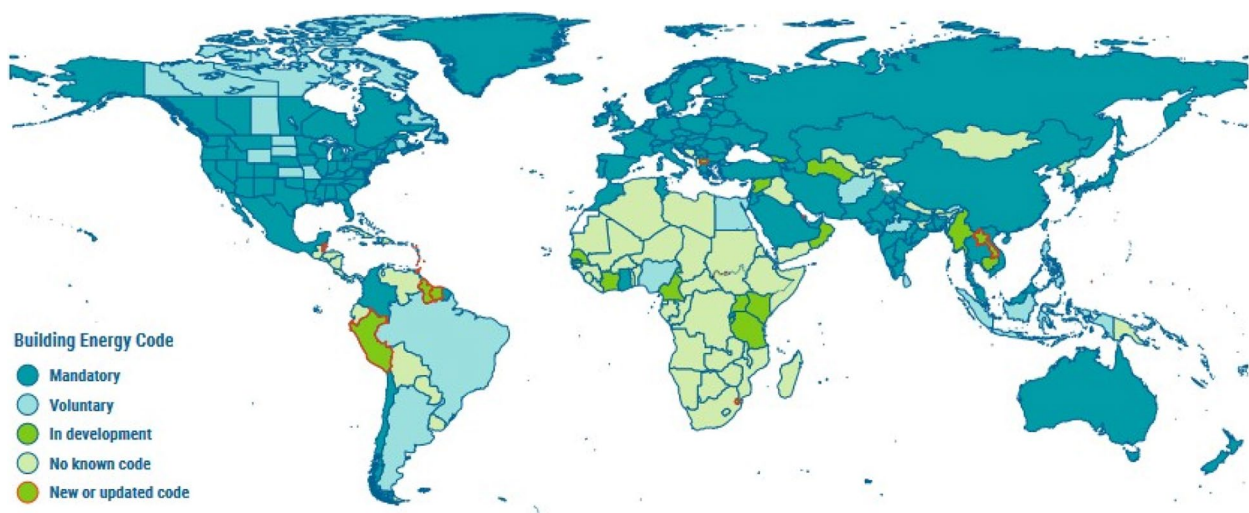 Building Energy Code
Mandatory
Voluntary
In development
No known code
New or updated code